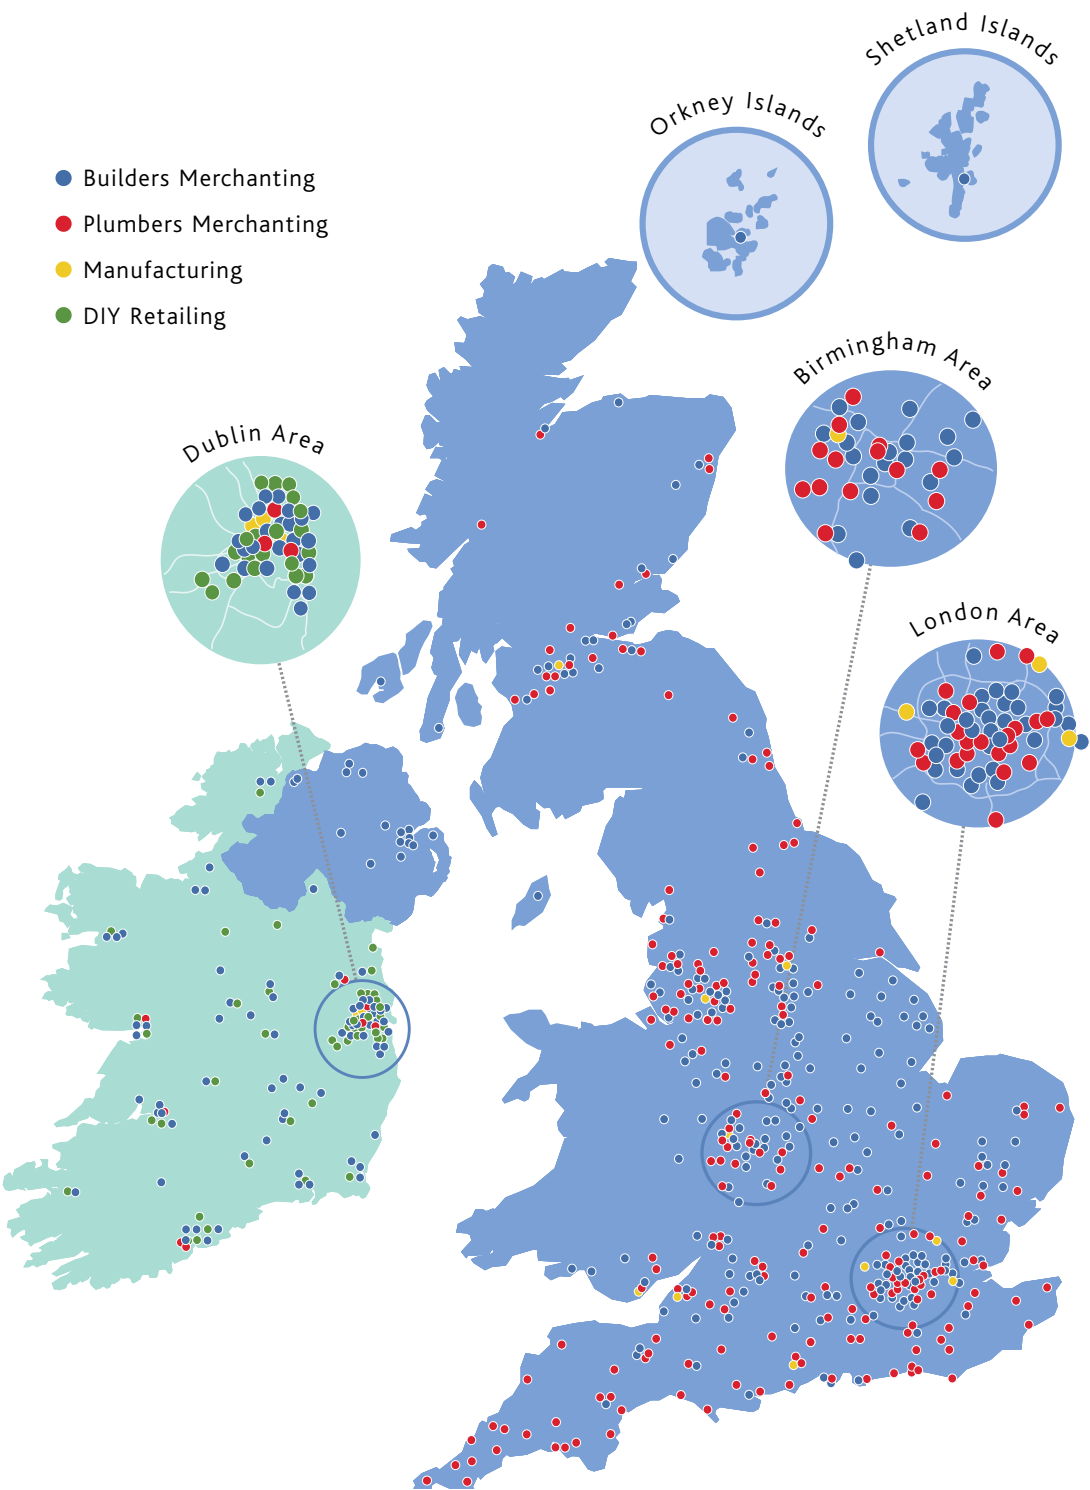 Shetland Islands
Orkney Islands
Builders Merchanting
Plumbers Merchanting
Manufacturing
DIY Retailing
Birmingham Area
Dublin Area
London Area